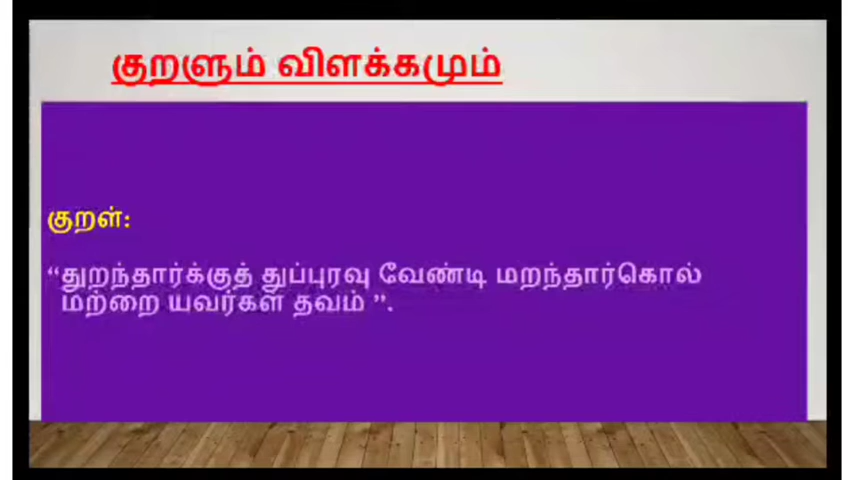 குறளும் விளக்கமும்
குறள்:
“துறந்தார்க்குத் துப்புரவு வேண்டி மறந்தார்கொல்
மற்றை யவர்கள் தவம் ”.